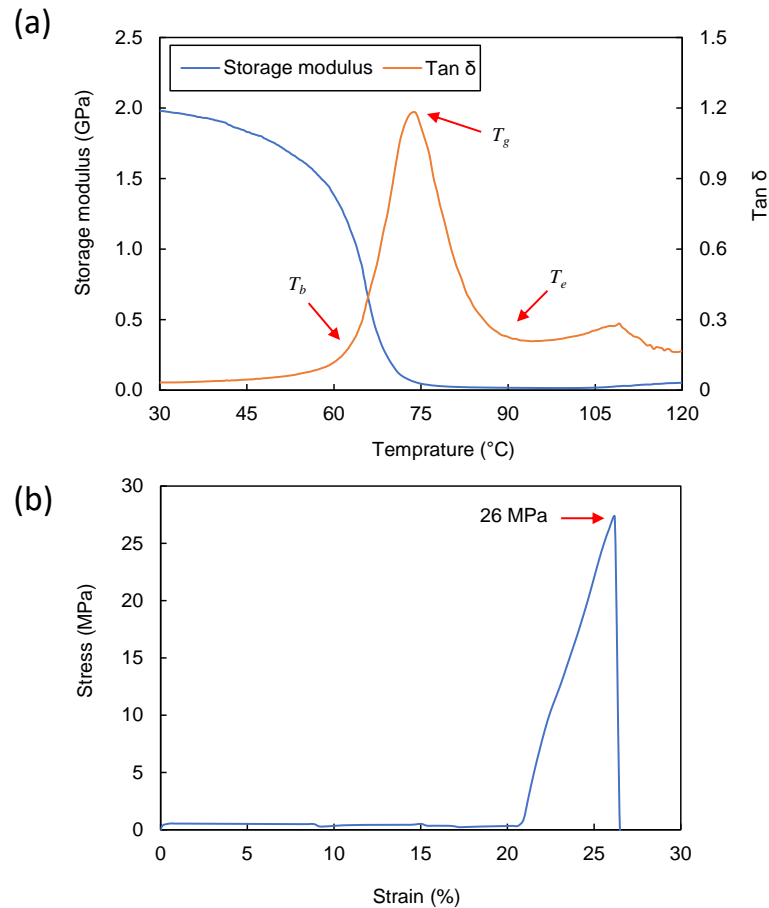 (a)
2.5
2.0
1.5
1.0
0.5
0.0
Storage modulus (GPa)
Storage modulus
Tan δ
T_g
T_b
T_e
1.5
1.2
0.9
0.6
0.3
0
Tan δ
30 45 60 75 90 105 120
Temprature (°C)
(b)
30
25
20
15
10
5
0
Stress (MPa)
26 MPa
0 5 10 15 20 25 30
Strain (%)